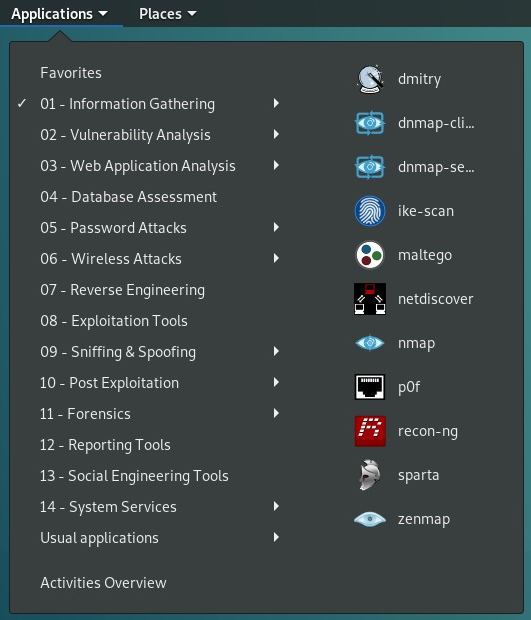 Applications Places
Favorites
✓ 01 - Information Gathering
02 - Vulnerability Analysis
03 - Web Application Analysis
04 - Database Assessment
05 - Password Attacks
06 - Wireless Attacks
07 - Reverse Engineering
08 - Exploitation Tools
09 - Sniffing & Spoofing
10 - Post Exploitation
11 - Forensics
12 - Reporting Tools
13 - Social Engineering Tools
14 - System Services
Usual applications
Activities Overview
dmitry
dnmap-cli...
dnmap-se...
ike-scan
maltego
netdiscover
nmap
p0f
recon-ng
sparta
zenmap